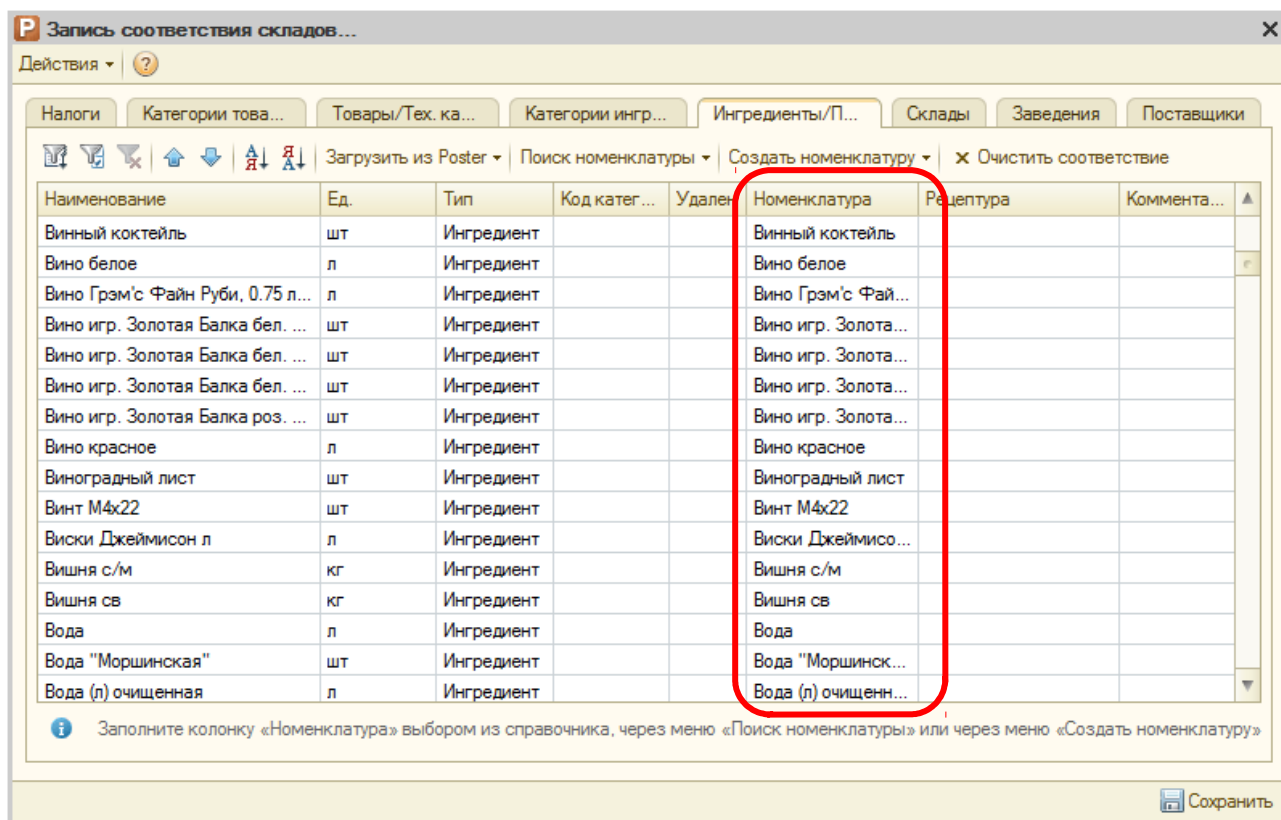 P Запись соответствия складов...
Действия
Налоги Категории това... Товары/Тех. ка... Категории ингр... Ингредиенты/П... Склады Заведения Поставщики
Загрузить из Poster Поиск номенклатуры Создать номенклатуру Очистить соответствие
Наименование Ед. Тип Код катег... Удален Номенклатура Рецептура Коммента...
Винный коктейль шт Ингредиент Винный коктейль
Вино белое л Ингредиент Вино белое
Вино Грэм'с Файн Руби, 0.75 л... л Ингредиент Вино Грэм'с Фай...
Вино игр. Золотая Балка бел. ... шт Ингредиент Вино игр. Золота...
Вино игр. Золотая Балка бел. ... шт Ингредиент Вино игр. Золота...
Вино игр. Золотая Балка бел. ... шт Ингредиент Вино игр. Золота...
Вино игр. Золотая Балка роз. ... шт Ингредиент Вино игр. Золота...
Вино красное л Ингредиент Вино красное
Виноградный лист шт Ингредиент Виноградный лист
Винт М4х22 шт Ингредиент Винт М4х22
Виски Джеймисон л л Ингредиент Виски Джеймисо...
Вишня с/м кг Ингредиент Вишня с/м
Вишня св кг Ингредиент Вишня св
Вода л Ингредиент Вода
Вода "Моршинская" шт Ингредиент Вода "Моршинск...
Вода (л) очищенная л Ингредиент Вода (л) очищенн...
Заполните колонку «Номенклатура» выбором из справочника, через меню «Поиск номенклатуры» или через меню «Создать номенклатуру»
Сохранить